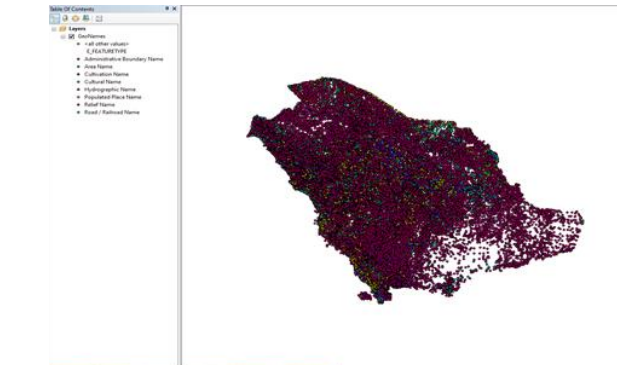 Table Of Contents
Layers
GeoNames
<all other values>
E_FEATURETYPE
Administrative Boundary Name
Area Name
Cultivation Name
Cultural Name
Hydrographic Name
Populated Place Name
Relief Name
Road / Railroad Name